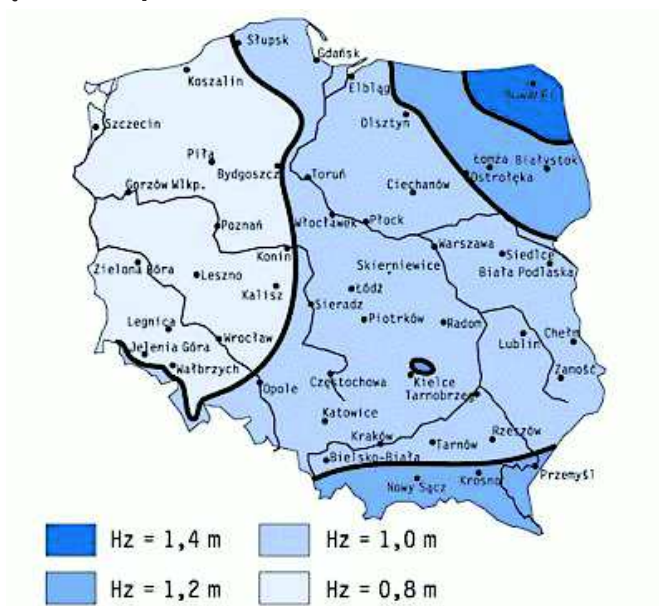 Słupsk
Gdańsk
Koszalin
Elbląg
Szczecin
Olsztyn
Piła
Łomża Białystok
Bydgoszcz
Toruń
Ostrołęka
Ciechanów
Gorzów Wlkp.
Włocławek
Płock
Poznań
Warszawa
Konin
Siedlce
Skierniewice
Zielona Góra
Leszno
Biała Podlaska
Kalisz
Łódź
Sieradz
Piotrków
Radom
Legnica
Chełm
Wrocław
Lublin
Jelenia Góra
Wałbrzych
Opole
Częstochowa
Kielce
Zamość
Tarnobrzeg
Katowice
Kraków
Tarnów
Rzeszów
Bielsko-Biała
Przemyśl
Nowy Sącz
Krosno
Hz = 1,4 m
Hz = 1,0 m
Hz = 1,2 m
Hz = 0,8 m